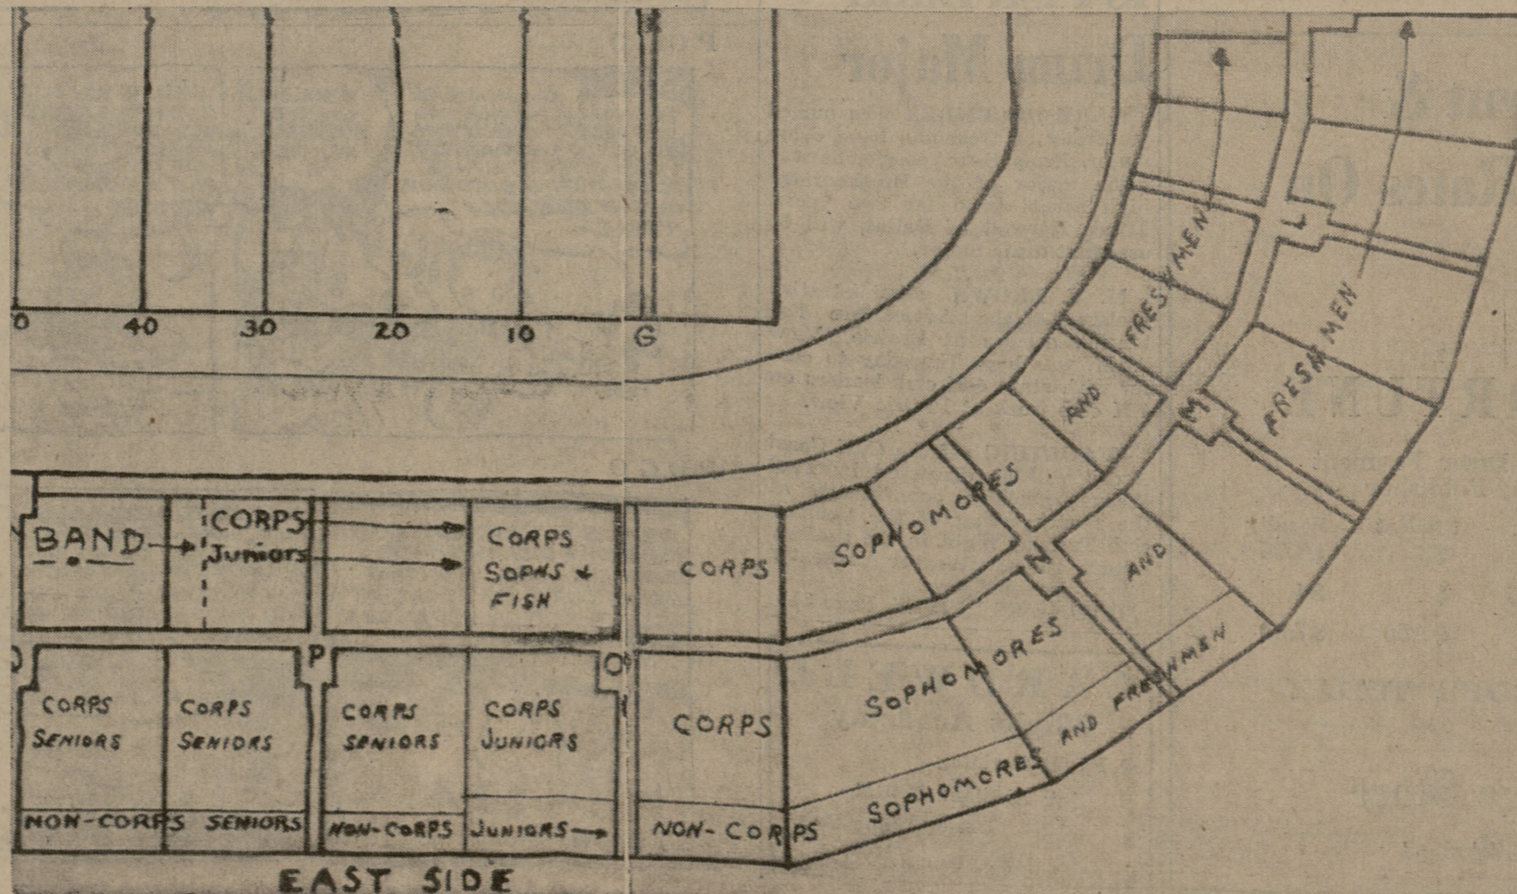 0 40 30 20 10 G
FRESHMEN
L
FRESHMEN
M
AND
SOPHOMORES
N
AND
BAND
CORPS
Juniors
CORPS
SOPHS +
FISH
CORPS
P
O
CORPS
SENIORS
CORPS
SENIORS
CORPS
SENIORS
CORPS
JUNIORS
CORPS
SOPHOMORES
NON-CORPS SENIORS
NON-CORPS JUNIORS
NON-CORPS
SOPHOMORES AND FRESHMEN
EAST SIDE